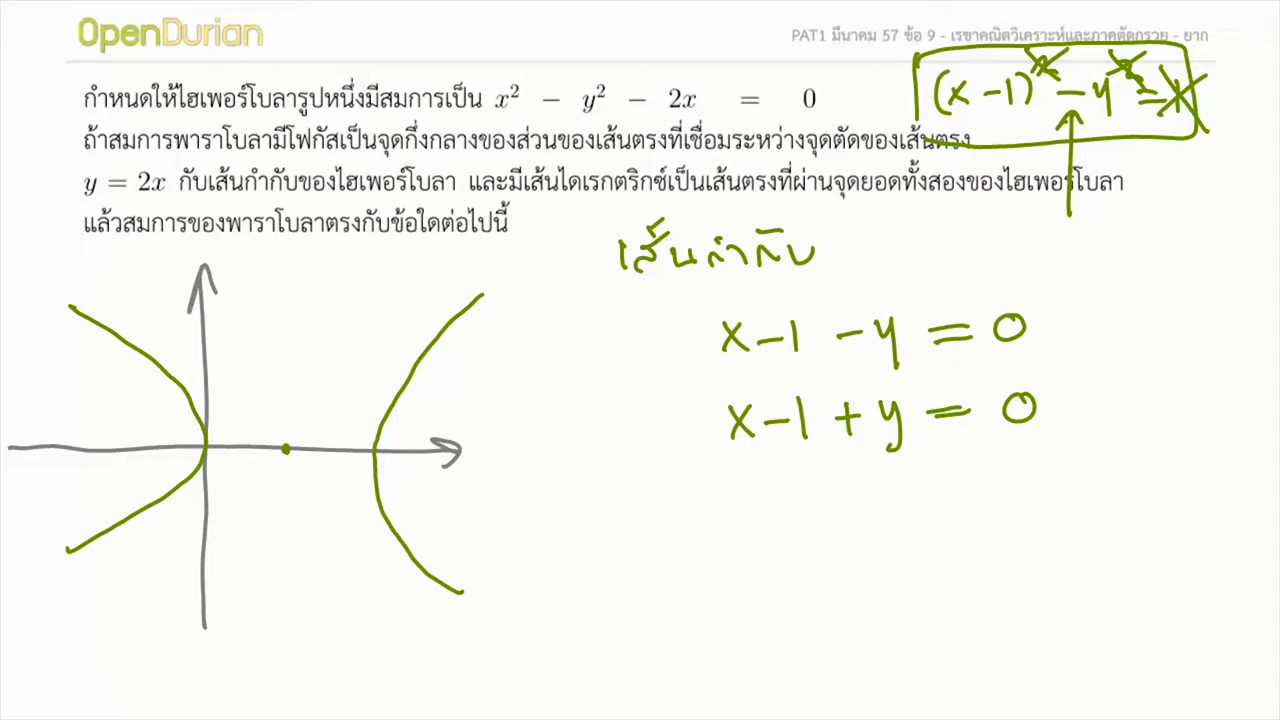 OpenDurian
PAT1 มีนาคม 57 ข้อ 9 - เรขาคณิตวิเคราะห์และภาคตัดกรวย - ยาก
กำหนดให้ไฮเพอร์โบลารูปหนึ่งมีสมการเป็น x² − y² − 2x = 0
(x − 1)² − y² = 1
ถ้าสมการพาราโบลามีโฟกัสเป็นจุดกึ่งกลางของส่วนของเส้นตรงที่เชื่อมระหว่างจุดตัดของเส้นตรง
y = 2x กับเส้นกำกับของไฮเพอร์โบลา และมีเส้นไดเรกตริกซ์เป็นเส้นตรงที่ผ่านจุดยอดทั้งสองของไฮเพอร์โบลา
แล้วสมการของพาราโบลาตรงกับข้อใดต่อไปนี้
เส้นกำกับ
x − 1 − y = 0
x − 1 + y = 0